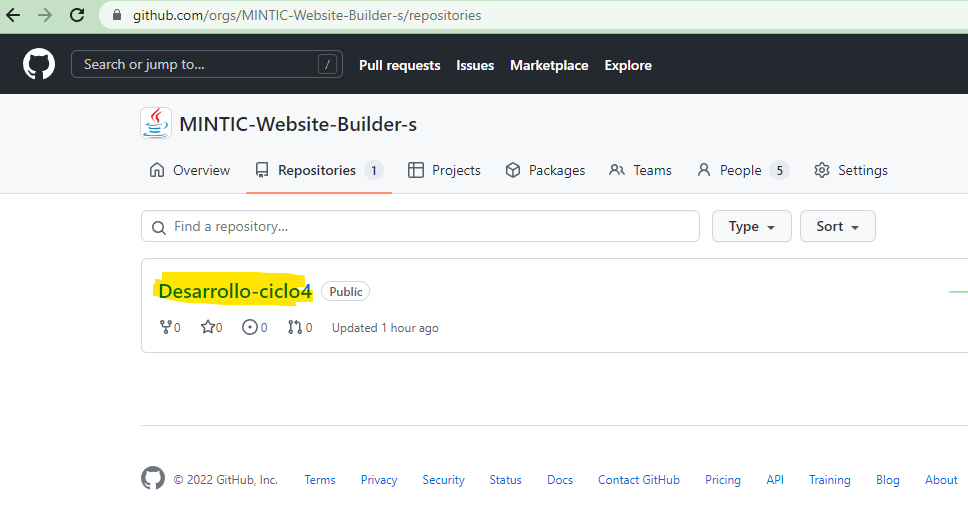 github.com/orgs/MINTIC-Website-Builder-s/repositories
Search or jump to... / Pull requests Issues Marketplace Explore
MINTIC-Website-Builder-s
Overview Repositories 1 Projects Packages Teams People 5 Settings
Find a repository... Type Sort
Desarrollo-ciclo4 Public
0 0 0 0 Updated 1 hour ago
© 2022 GitHub, Inc. Terms Privacy Security Status Docs Contact GitHub Pricing API Training Blog About